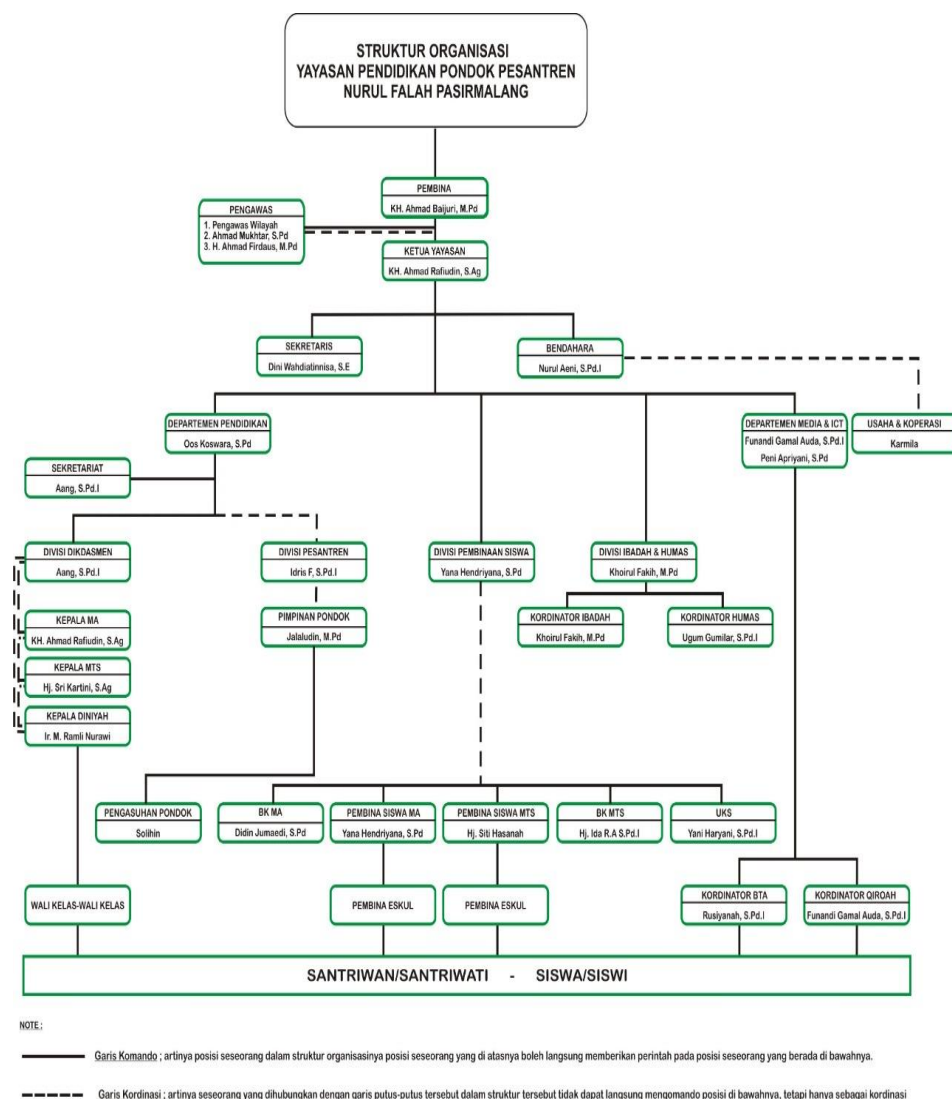 STRUKTUR ORGANISASI
YAYASAN PENDIDIKAN PONDOK PESANTREN
NURUL FALAH PASIRMALANG
PEMBINA
KH. Ahmad Baijuri, M.Pd
PENGAWAS
1. Pengawas Wilayah
2. Ahmad Mukhtar, S.Pd
3. H. Ahmad Firdaus, M.Pd
KETUA YAYASAN
KH. Ahmad Rafiudin, S.Ag
SEKRETARIS
Dini Wahdiatinnisa, S.E
BENDAHARA
Nurul Aeni, S.Pd.I
DEPARTEMEN PENDIDIKAN
Oos Koswara, S.Pd
DEPARTEMEN MEDIA & ICT
Funandi Gamal Auda, S.Pd.I
Peni Apriyani, S.Pd
USAHA & KOPERASI
Karmila
SEKRETARIAT
Aang, S.Pd.I
DIVISI DIKDASMEN
Aang, S.Pd.I
DIVISI PESANTREN
Idris F, S.Pd.I
DIVISI PEMBINAAN SISWA
Yana Hendriyana, S.Pd
DIVISI IBADAH & HUMAS
Khoirul Fakih, M.Pd
KEPALA MA
KH. Ahmad Rafiudin, S.Ag
PIMPINAN PONDOK
Jalaludin, M.Pd
KORDINATOR IBADAH
Khoirul Fakih, M.Pd
KORDINATOR HUMAS
Ugum Gumilar, S.Pd.I
KEPALA MTS
Hj. Sri Kartini, S.Ag
KEPALA DINIYAH
Ir. M. Ramli Nurawi
PENGASUHAN PONDOK
Solihin
BK MA
Didin Jumaedi, S.Pd
PEMBINA SISWA MA
Yana Hendriyana, S.Pd
PEMBINA SISWA MTS
Hj. Siti Hasanah
BK MTS
Hj. Ida R.A S.Pd.I
UKS
Yani Haryani, S.Pd.I
WALI KELAS-WALI KELAS
PEMBINA ESKUL
PEMBINA ESKUL
KORDINATOR BTA
Rusiyanah, S.Pd.I
KORDINATOR QIROAH
Funandi Gamal Auda, S.Pd.I
SANTRIWAN/SANTRIWATI - SISWA/SISWI
NOTE :
Garis Komando ; artinya posisi seseorang dalam struktur organisasinya posisi seseorang yang di atasnya boleh langsung memberikan perintah pada posisi seseorang yang berada di bawahnya.
Garis Kordinasi ; artinya seseorang yang dihubungkan dengan garis putus-putus tersebut dalam struktur tersebut tidak dapat langsung mengomando posisi di bawahnya, tetapi hanya sebagai kordinasi